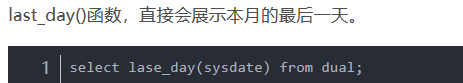 last_day()函数，直接会展示本月的最后一天。
1 select lase_day(sysdate) from dual;